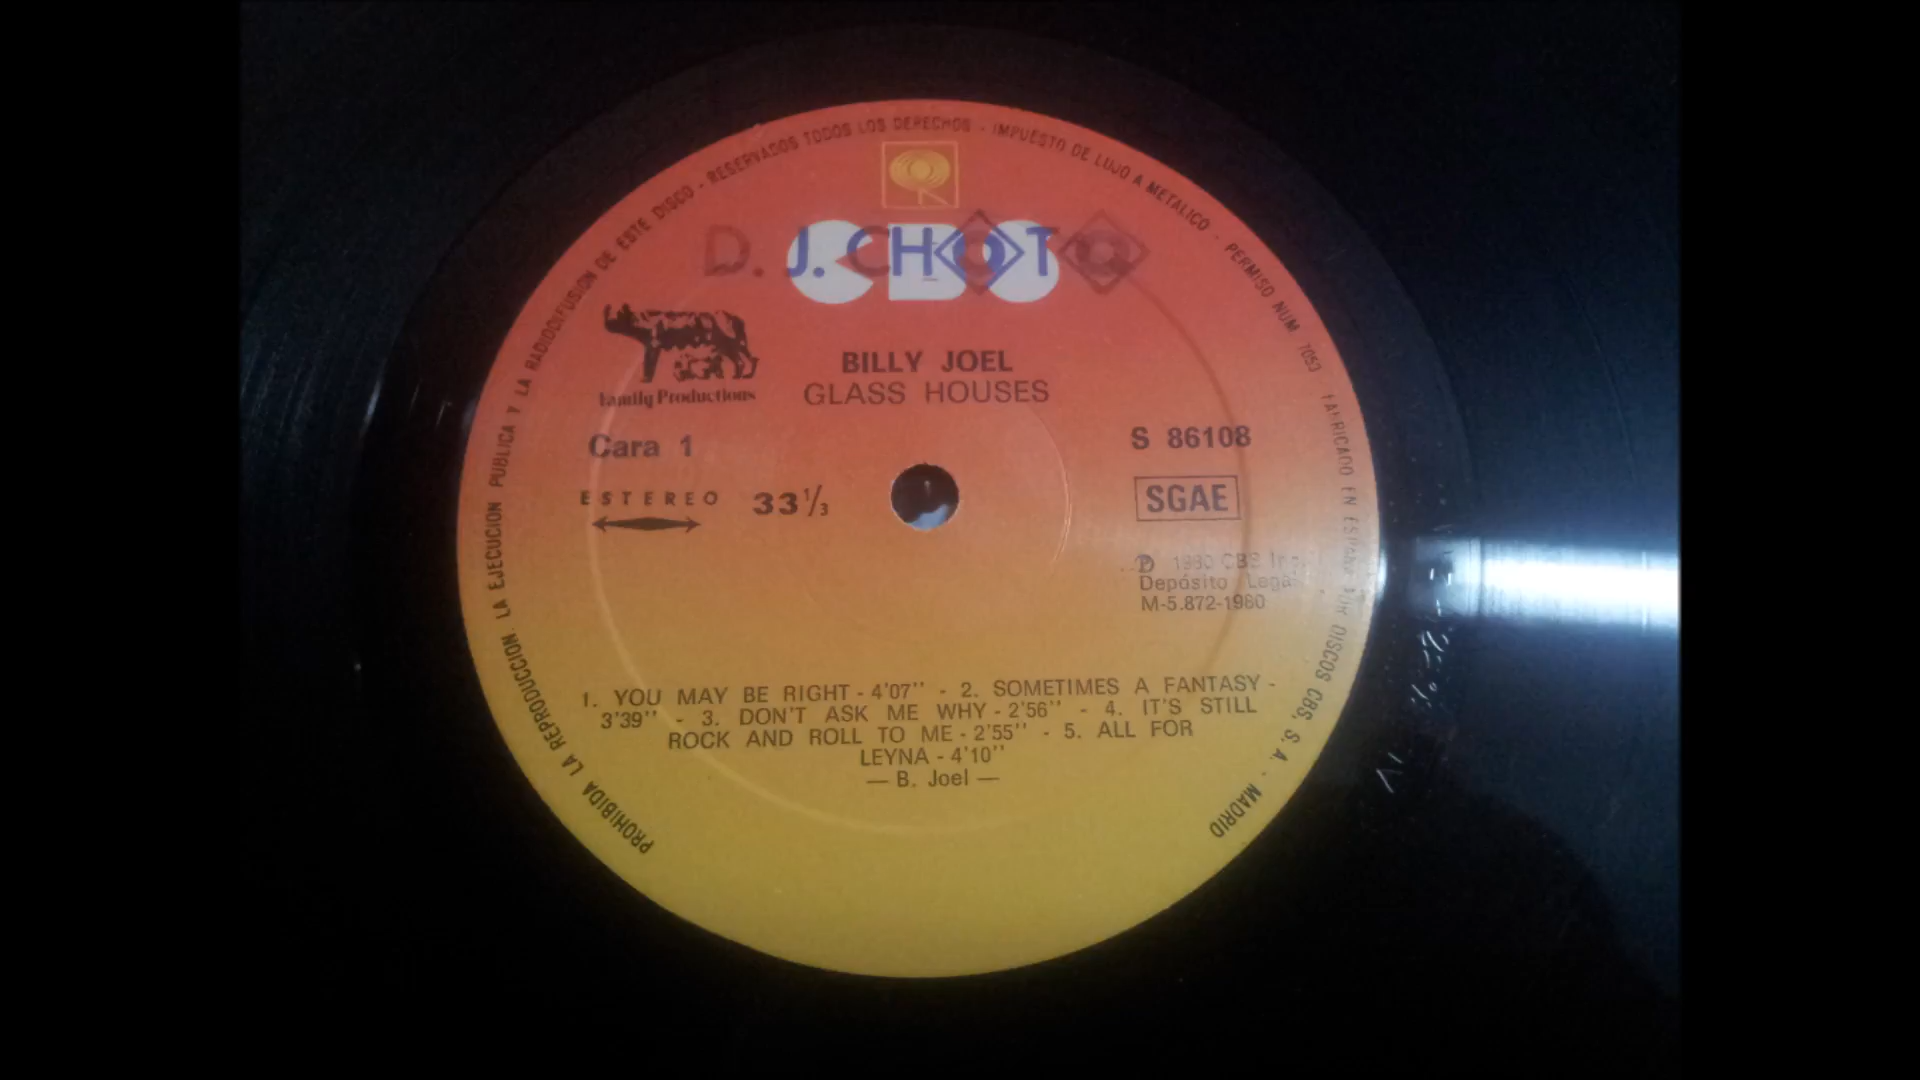 PROHIBIDA LA REPRODUCCION. LA EJECUCION PUBLICA Y LA RADIODIFUSION DE ESTE DISCO - RESERVADOS TODOS LOS DERECHOS - IMPUESTO DE LUJO A METALICO - PERMISO NUM 7053 FABRICADO EN ESPAÑA POR DISCOS CBS, S. A. - MADRID
CBS
D. J. CHOTO
Family Productions
BILLY JOEL
GLASS HOUSES
Cara 1
S 86108
ESTEREO 33 1/3
SGAE
℗ 1980 CBS Inc
Depósito Legal
M-5.872-1980
1. YOU MAY BE RIGHT - 4'07'' - 2. SOMETIMES A FANTASY -
3'39'' - 3. DON'T ASK ME WHY - 2'56'' - 4. IT'S STILL
ROCK AND ROLL TO ME - 2'55'' - 5. ALL FOR
LEYNA - 4'10''
— B. Joel —